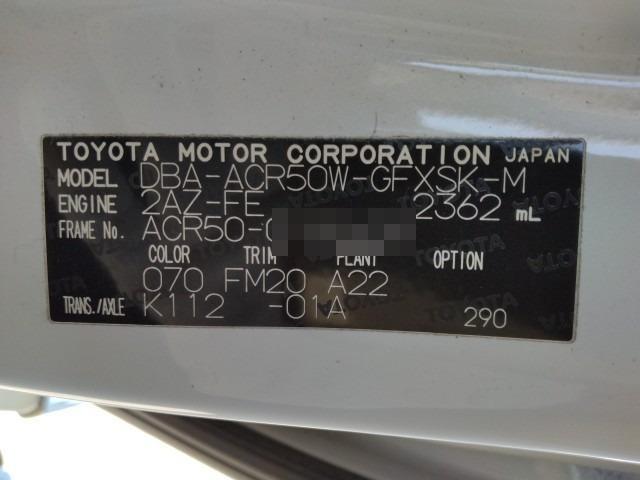 TOYOTA MOTOR CORPORATION JAPAN
MODEL DBA-ACR50W-GFXSK-M
ENGINE 2AZ-FE 2362 mL
FRAME No. ACR50-
COLOR TRIM PLANT OPTION
070 FM20 A22
TRANS./AXLE K112 -01A 290